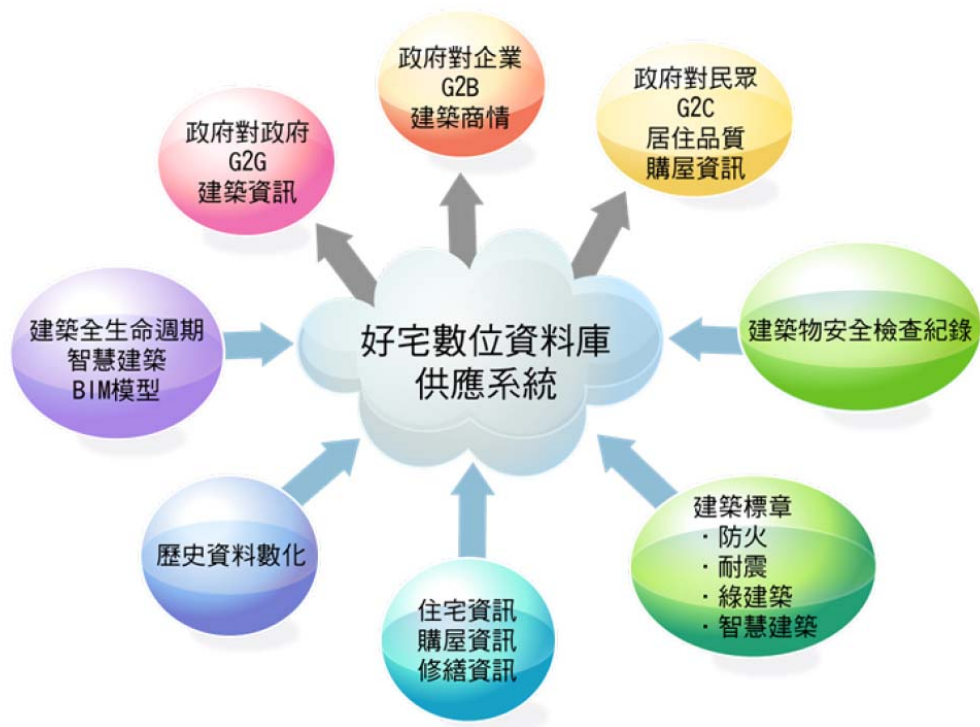 政府對企業
G2B
建築商情
政府對民眾
G2C
居住品質
購屋資訊
政府對政府
G2G
建築資訊
好宅數位資料庫
供應系統
建築全生命週期
智慧建築
BIM模型
建築物安全檢查紀錄
歷史資料數化
住宅資訊
購屋資訊
修繕資訊
建築標章
·防火
·耐震
·綠建築
·智慧建築